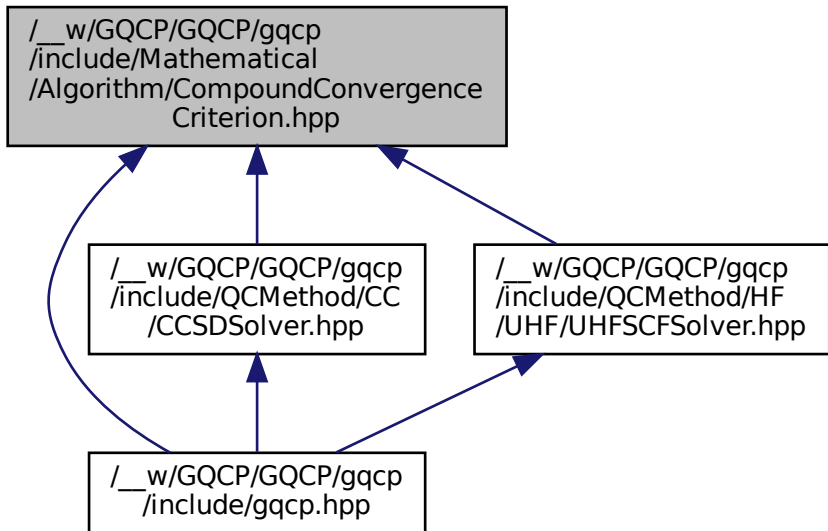 /__w/GQCP/GQCP/gqcp
/include/Mathematical
/Algorithm/CompoundConvergence
Criterion.hpp
/__w/GQCP/GQCP/gqcp
/include/QCMethod/CC
/CCSDSolver.hpp
/__w/GQCP/GQCP/gqcp
/include/QCMethod/HF
/UHF/UHFSCFSolver.hpp
/__w/GQCP/GQCP/gqcp
/include/gqcp.hpp